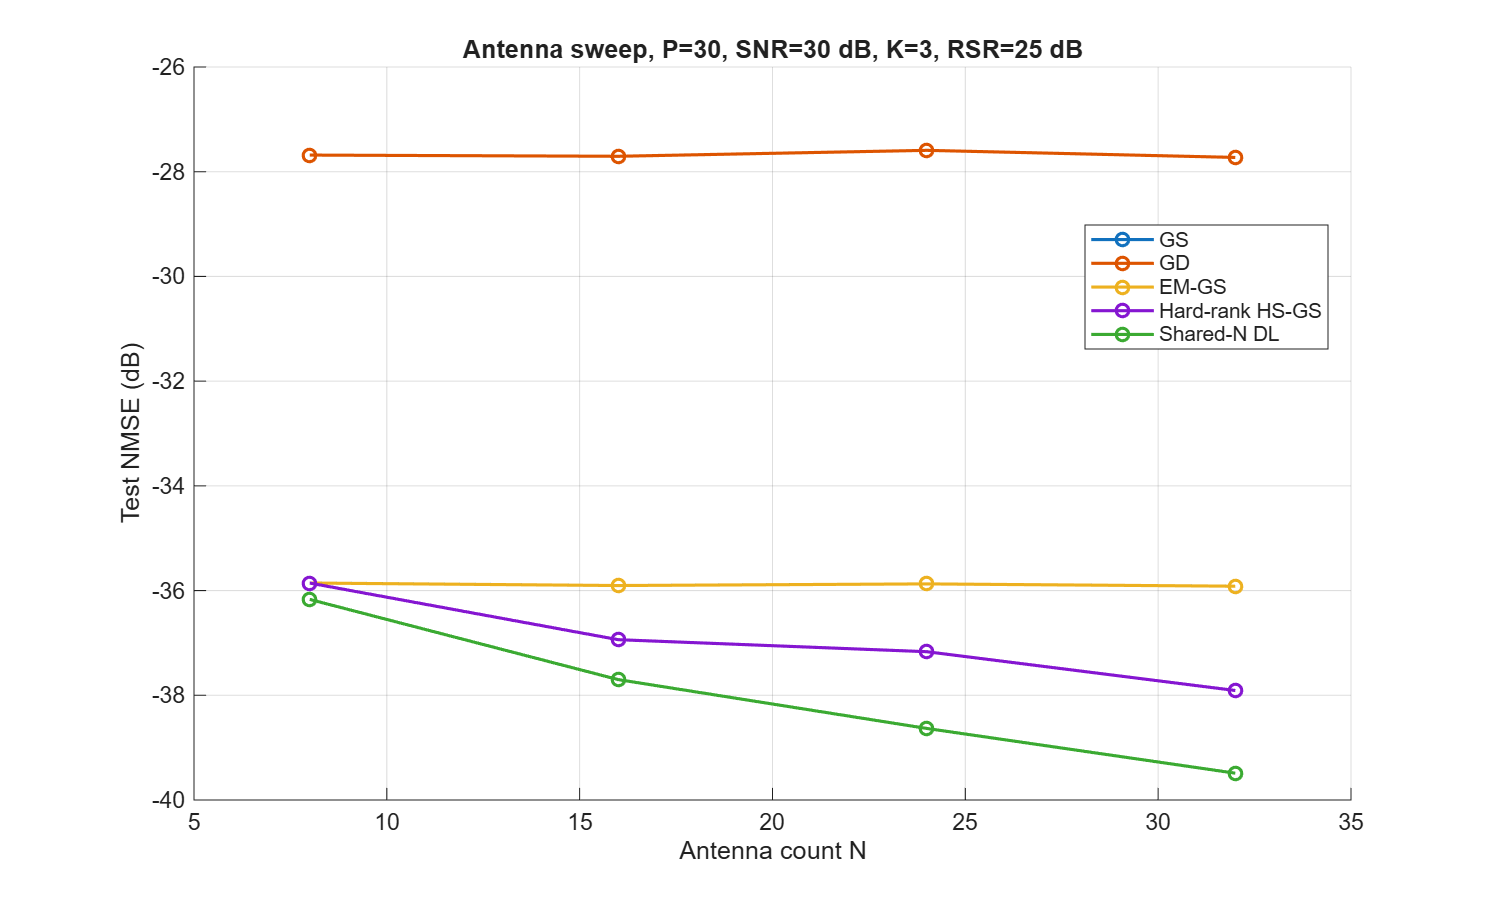 Antenna sweep, P=30, SNR=30 dB, K=3, RSR=25 dB
-26
-28
-30
-32
-34
-36
-38
-40
Test NMSE (dB)
GS
GD
EM-GS
Hard-rank HS-GS
Shared-N DL
5 10 15 20 25 30 35
Antenna count N